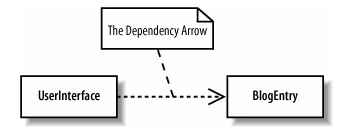 The Dependency Arrow
UserInterface
BlogEntry